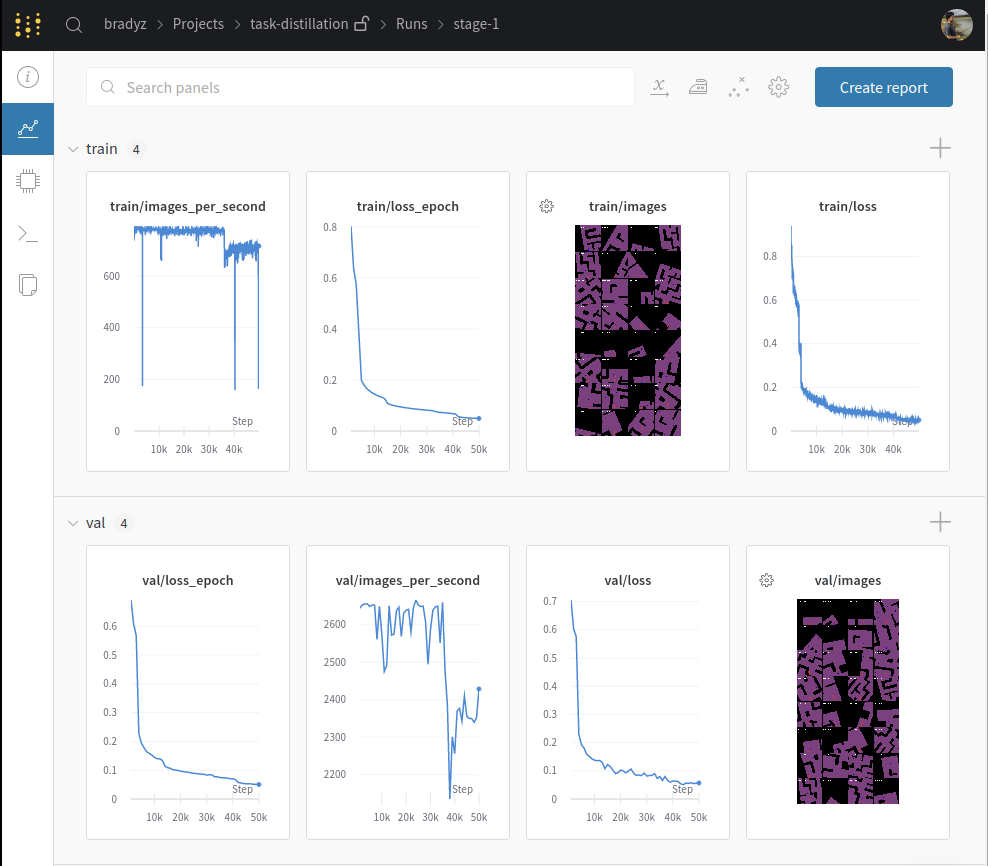 bradyz > Projects > task-distillation > Runs > stage-1
Search panels
Create report
train 4
train/images_per_second
600
400
200
0
Step
10k 20k 30k 40k
train/loss_epoch
0.8
0.6
0.4
0.2
0
Step
10k 20k 30k 40k 50k
train/images
train/loss
0.8
0.6
0.4
0.2
0
Step
10k 20k 30k 40k
val 4
val/loss_epoch
0.6
0.5
0.4
0.3
0.2
0.1
0
Step
10k 20k 30k 40k 50k
val/images_per_second
2600
2500
2400
2300
2200
Step
10k 20k 30k 40k 50k
val/loss
0.7
0.6
0.5
0.4
0.3
0.2
0.1
0
Step
10k 20k 30k 40k 50k
val/images